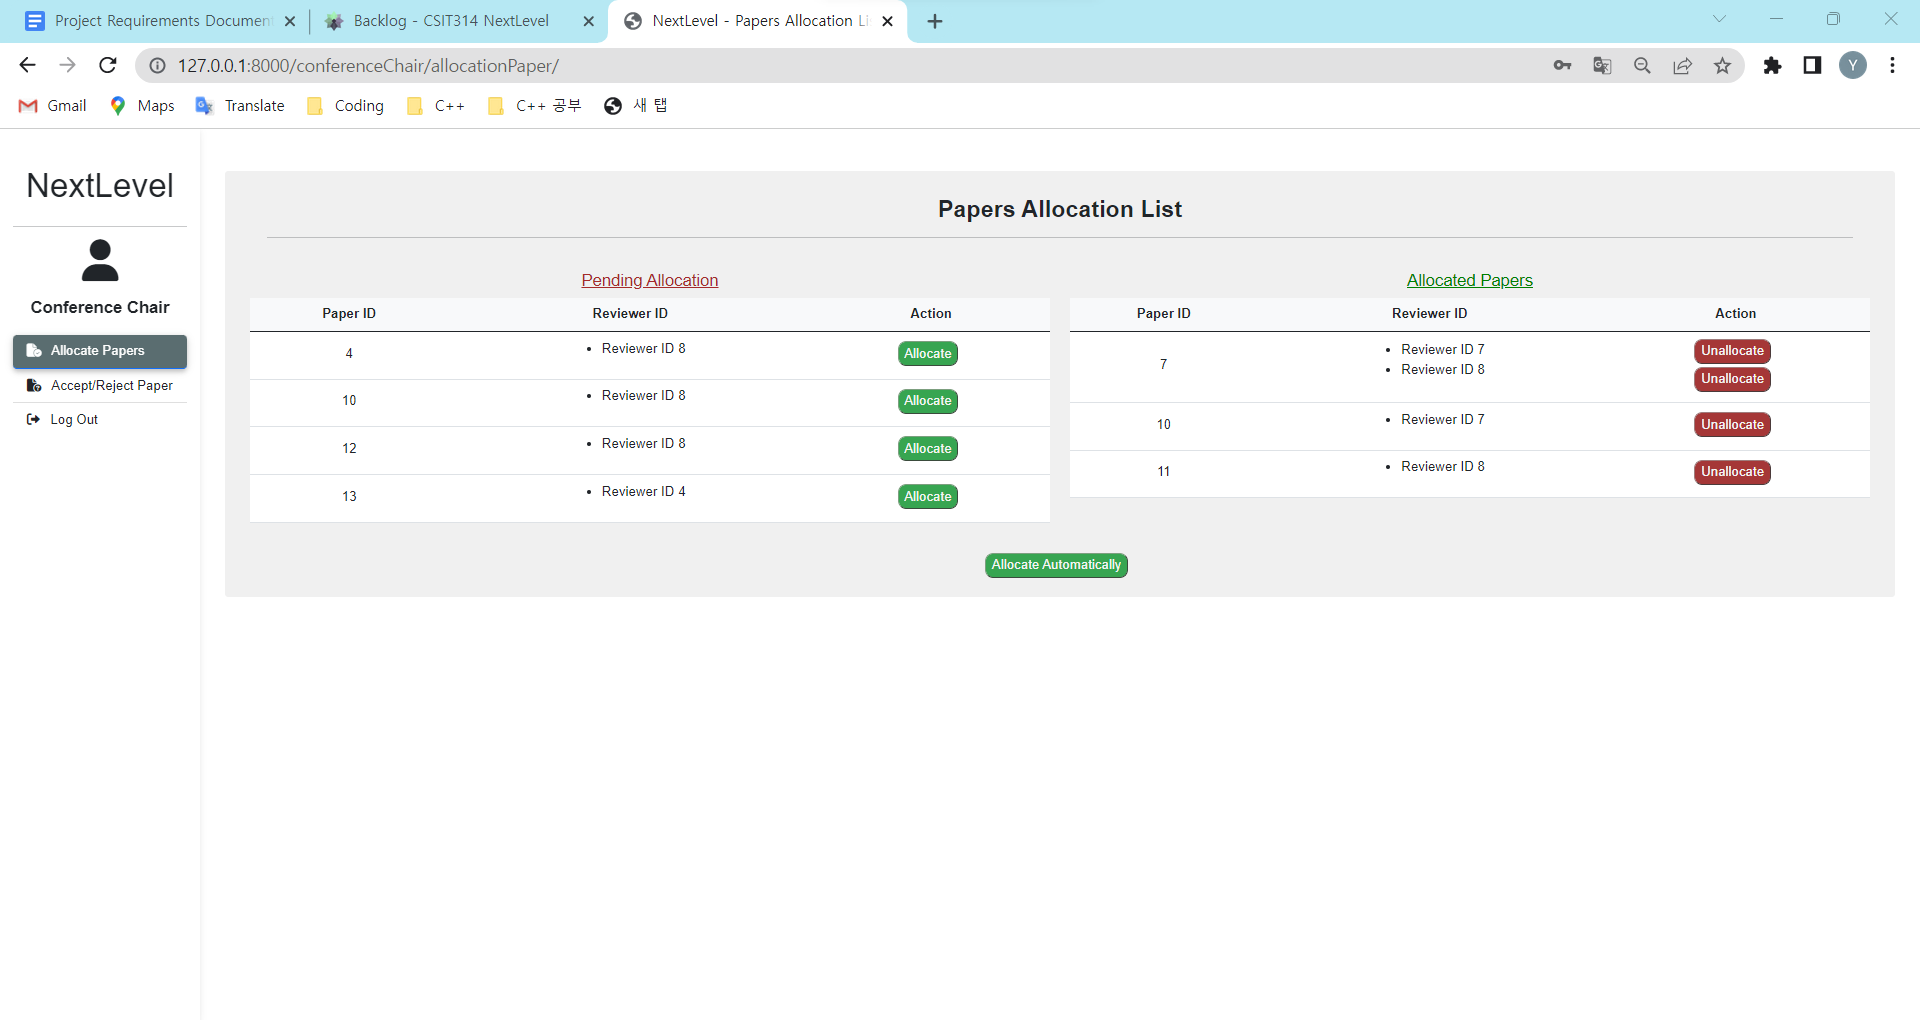 Project Requirements Documen
Backlog - CSIT314 NextLevel
NextLevel - Papers Allocation Li
127.0.0.1:8000/conferenceChair/allocationPaper/
Y
Gmail
Maps
Translate
Coding
C++
C++ 공부
새 탭
NextLevel
Conference Chair
Allocate Papers
Accept/Reject Paper
Log Out
Papers Allocation List
Pending Allocation
Paper ID Reviewer ID Action
4 • Reviewer ID 8 Allocate
10 • Reviewer ID 8 Allocate
12 • Reviewer ID 8 Allocate
13 • Reviewer ID 4 Allocate
Allocated Papers
Paper ID Reviewer ID Action
7 • Reviewer ID 7 Unallocate
• Reviewer ID 8 Unallocate
10 • Reviewer ID 7 Unallocate
11 • Reviewer ID 8 Unallocate
Allocate Automatically